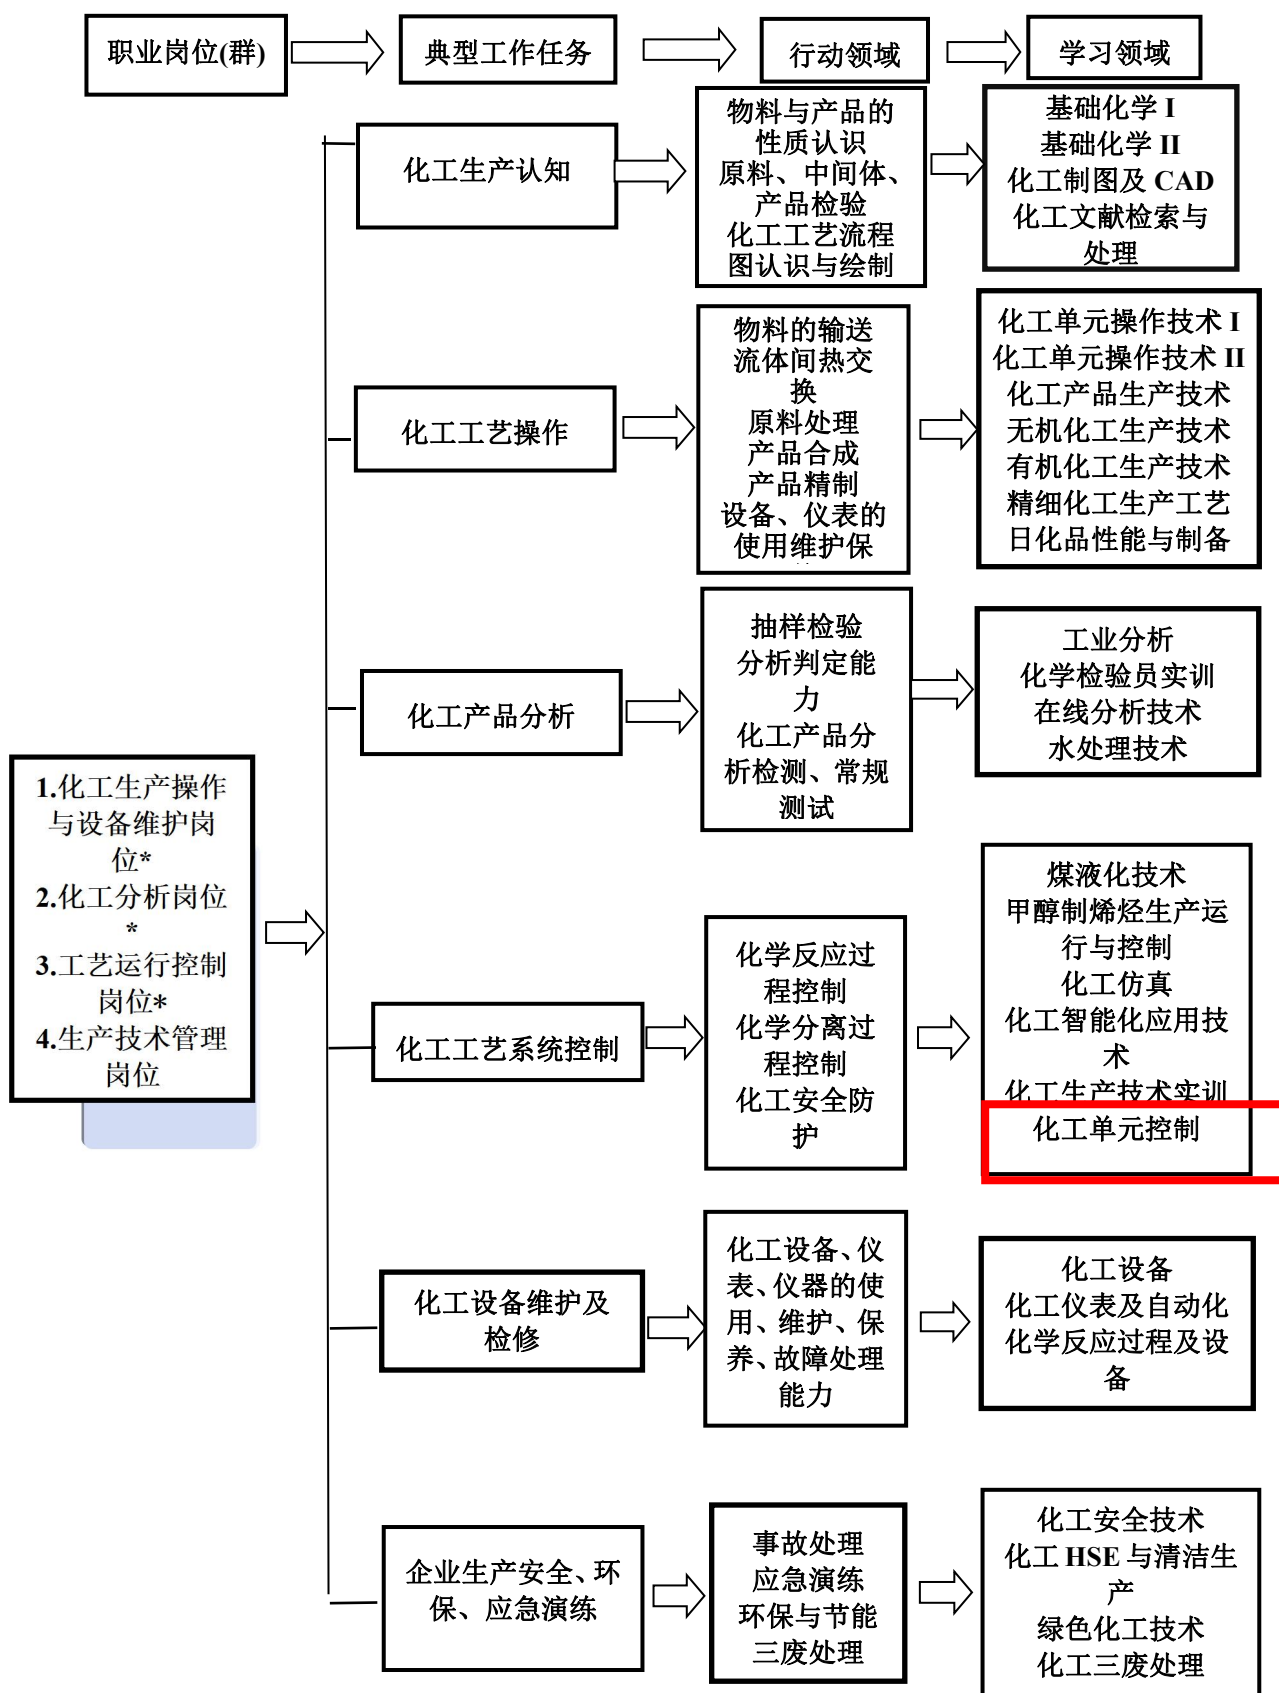 职业岗位(群)
典型工作任务
行动领域
学习领域
化工生产认知
物料与产品的
性质认识
原料、中间体、
产品检验
化工工艺流程
图认识与绘制
基础化学 I
基础化学 II
化工制图及 CAD
化工文献检索与
处理
化工工艺操作
物料的输送
流体间热交
换
原料处理
产品合成
产品精制
设备、仪表的
使用维护保
化工单元操作技术 I
化工单元操作技术 II
化工产品生产技术
无机化工生产技术
有机化工生产技术
精细化工生产工艺
日化品性能与制备
化工产品分析
抽样检验
分析判定能
力
化工产品分
析检测、常规
测试
工业分析
化学检验员实训
在线分析技术
水处理技术
1.化工生产操作
与设备维护岗
位*
2.化工分析岗位
*
3.工艺运行控制
岗位*
4.生产技术管理
岗位
化工工艺系统控制
化学反应过
程控制
化学分离过
程控制
化工安全防
护
煤液化技术
甲醇制烯烃生产运
行与控制
化工仿真
化工智能化应用技
术
化工生产技术实训
化工单元控制
化工设备维护及
检修
化工设备、仪
表、仪器的使
用、维护、保
养、故障处理
能力
化工设备
化工仪表及自动化
化学反应过程及设
备
企业生产安全、环
保、应急演练
事故处理
应急演练
环保与节能
三废处理
化工安全技术
化工 HSE 与清洁生
产
绿色化工技术
化工三废处理